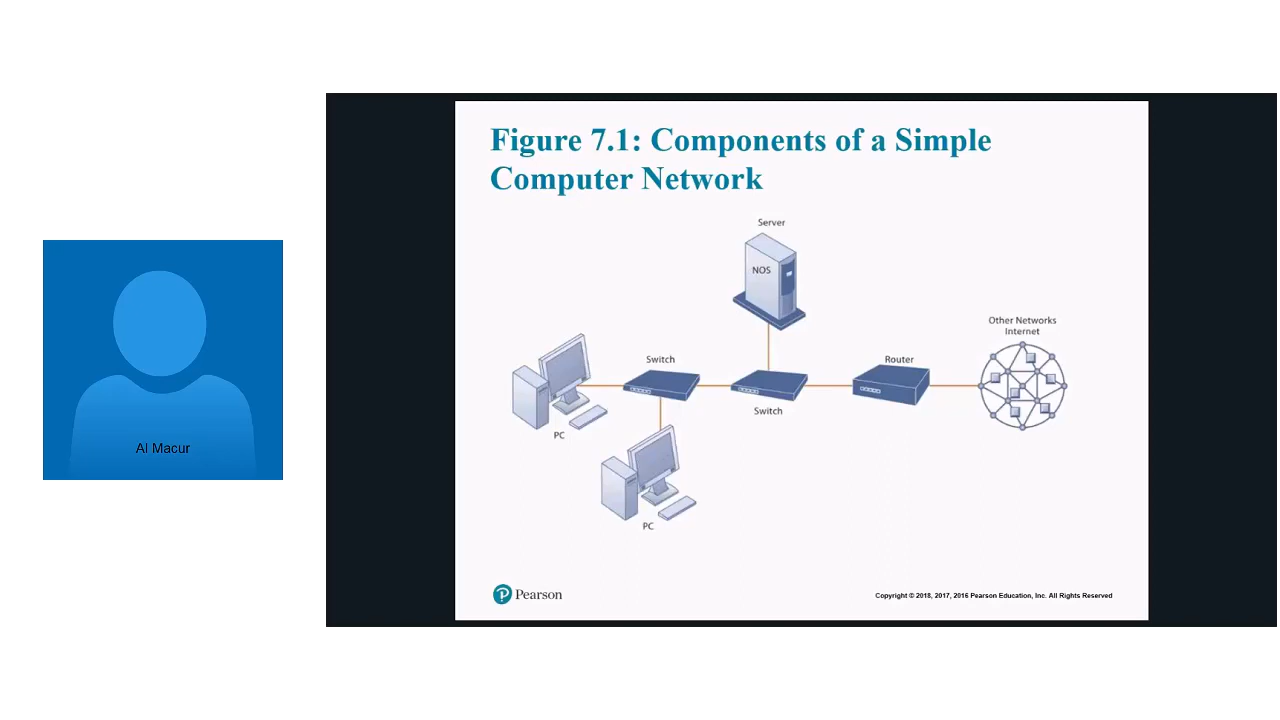 Figure 7.1: Components of a Simple
Computer Network
Server
NOS
Other Networks
Internet
Switch
Router
Switch
PC
PC
Al Macur
Pearson
Copyright © 2018, 2017, 2016 Pearson Education, Inc. All Rights Reserved